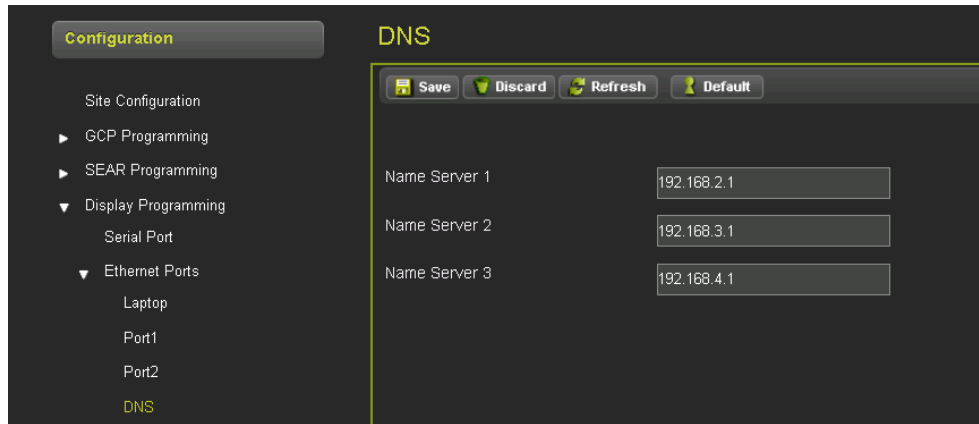 Configuration
Site Configuration
GCP Programming
SEAR Programming
Display Programming
Serial Port
Ethernet Ports
Laptop
Port1
Port2
DNS
DNS
Save Discard Refresh Default
Name Server 1 192.168.2.1
Name Server 2 192.168.3.1
Name Server 3 192.168.4.1